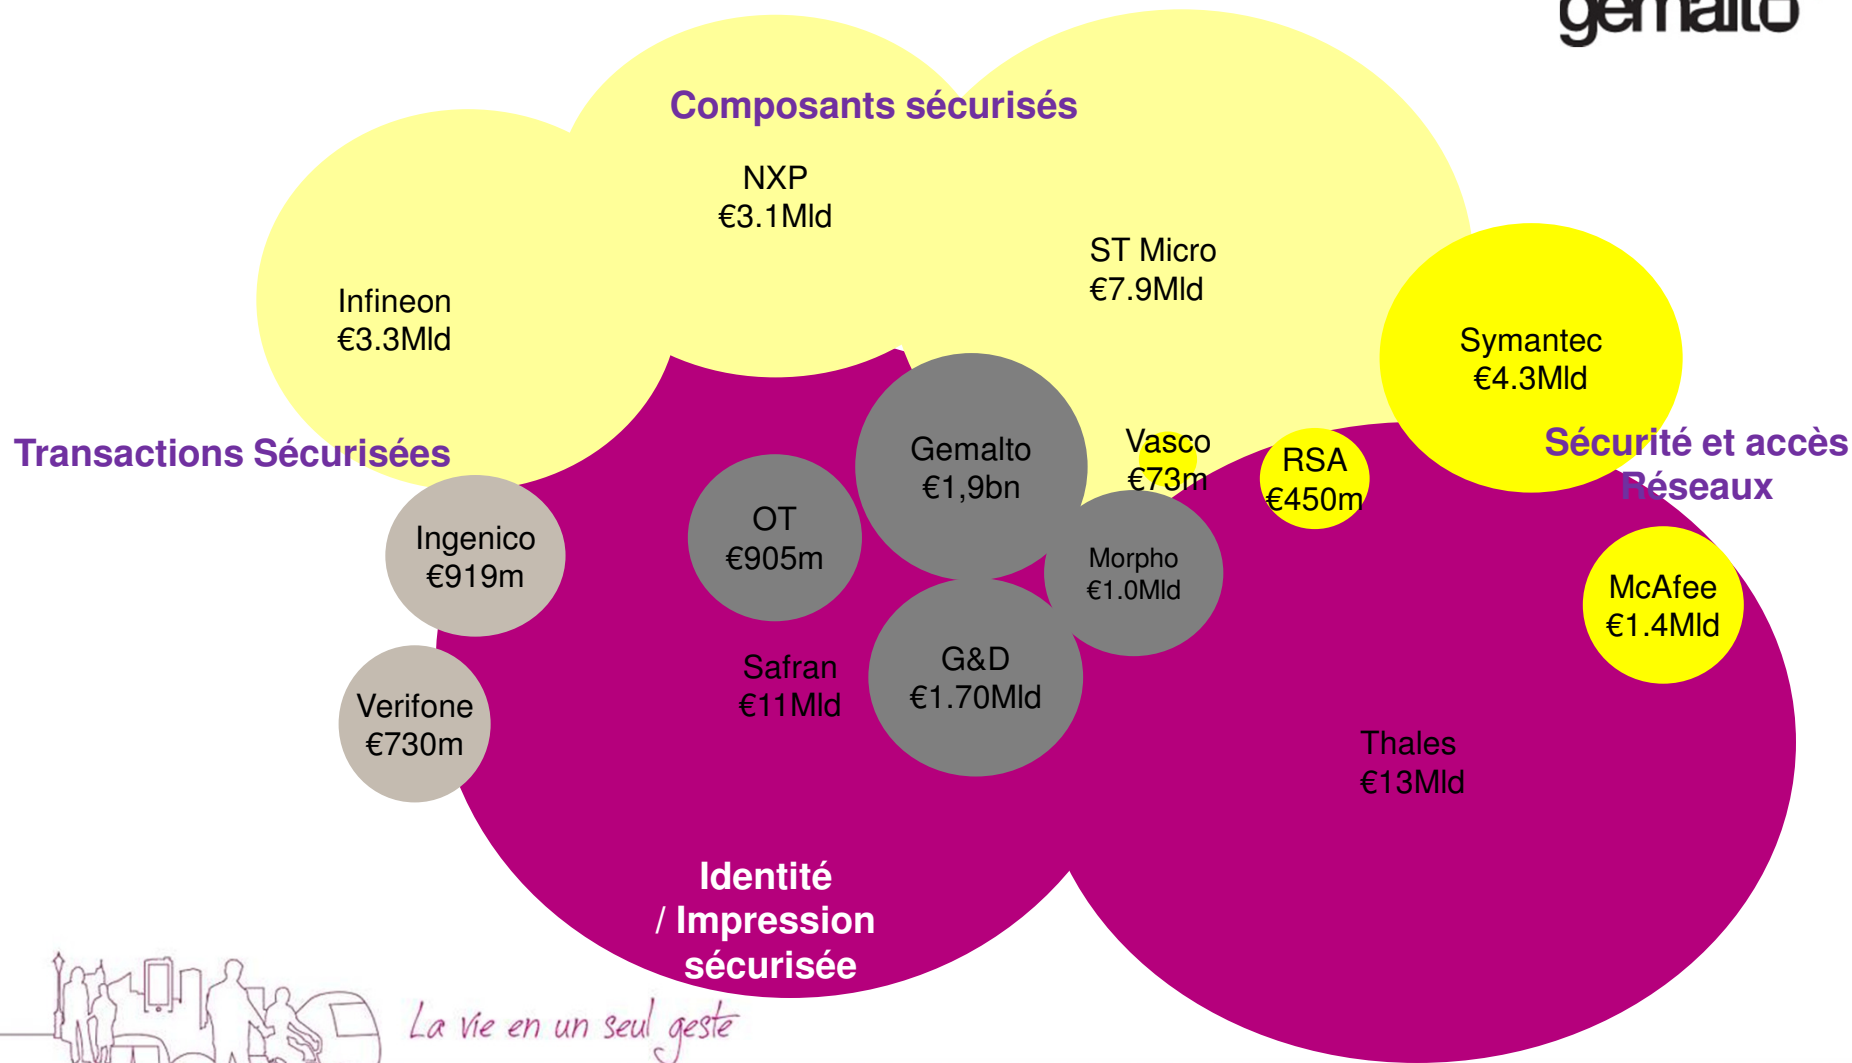 gemalto
Composants sécurisés
NXP
€3.1Mld
ST Micro
€7.9Mld
Infineon
€3.3Mld
Symantec
€4.3Mld
Transactions Sécurisées
Sécurité et accès
Réseaux
Gemalto
€1,9bn
Vasco
€73m
RSA
€450m
OT
€905m
Ingenico
€919m
Morpho
€1.0Mld
McAfee
€1.4Mld
Safran
€11Mld
G&D
€1.70Mld
Verifone
€730m
Thales
€13Mld
Identité
/ Impression
sécurisée
La vie en un seul geste